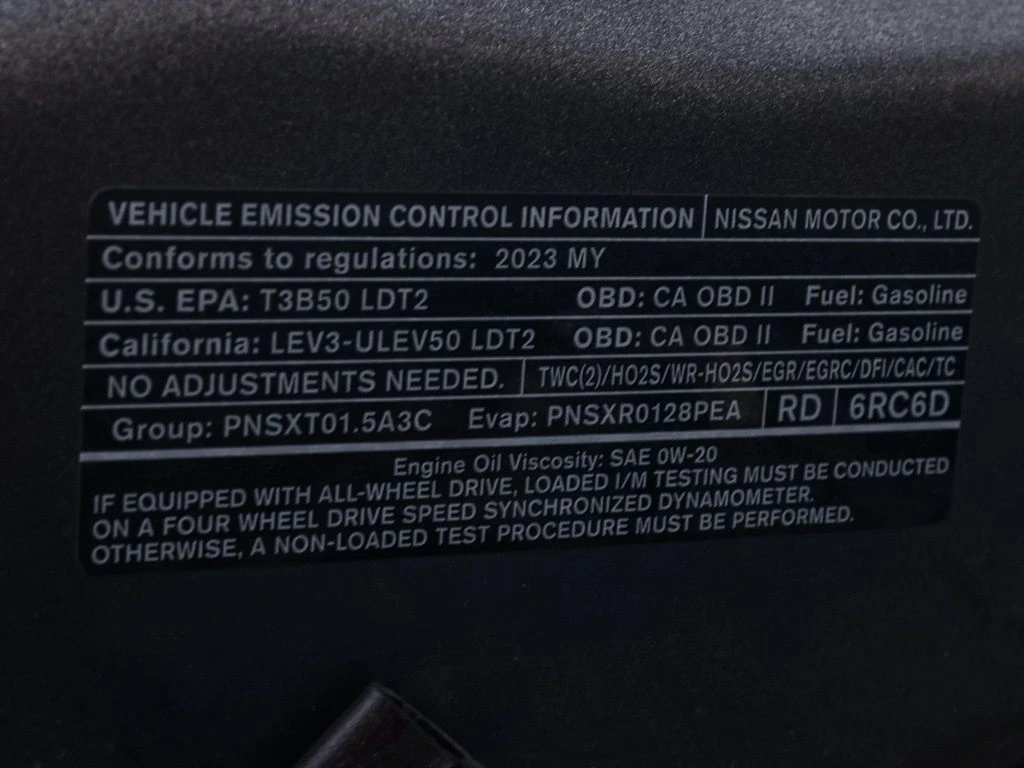 VEHICLE EMISSION CONTROL INFORMATION NISSAN MOTOR CO., LTD.
Conforms to regulations: 2023 MY
U.S. EPA: T3B50 LDT2 OBD: CA OBD II Fuel: Gasoline
California: LEV3-ULEV50 LDT2 OBD: CA OBD II Fuel: Gasoline
NO ADJUSTMENTS NEEDED. TWC(2)/HO2S/WR-HO2S/EGR/EGRC/DFI/CAC/TC
Group: PNSXT01.5A3C Evap: PNSXR0128PEA RD 6RC6D
Engine Oil Viscosity: SAE 0W-20
IF EQUIPPED WITH ALL-WHEEL DRIVE, LOADED I/M TESTING MUST BE CONDUCTED
ON A FOUR WHEEL DRIVE SPEED SYNCHRONIZED DYNAMOMETER.
OTHERWISE, A NON-LOADED TEST PROCEDURE MUST BE PERFORMED.